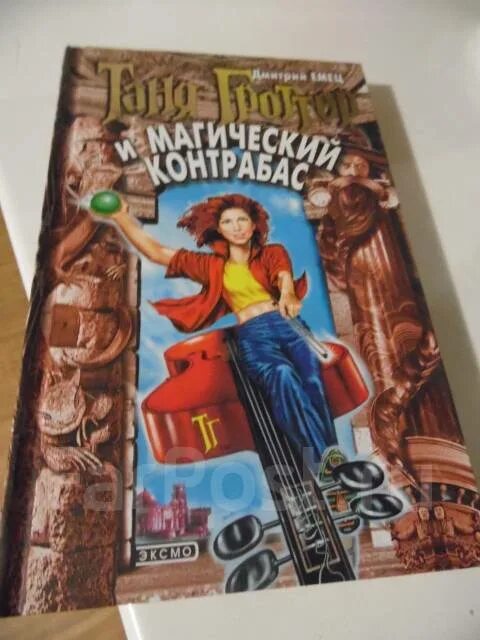 Дмитрий ЕМЕЦ
Таня Гроттер
и МАГИЧЕСКИЙ
КОНТРАБАС
ТГ
ЭКСМО